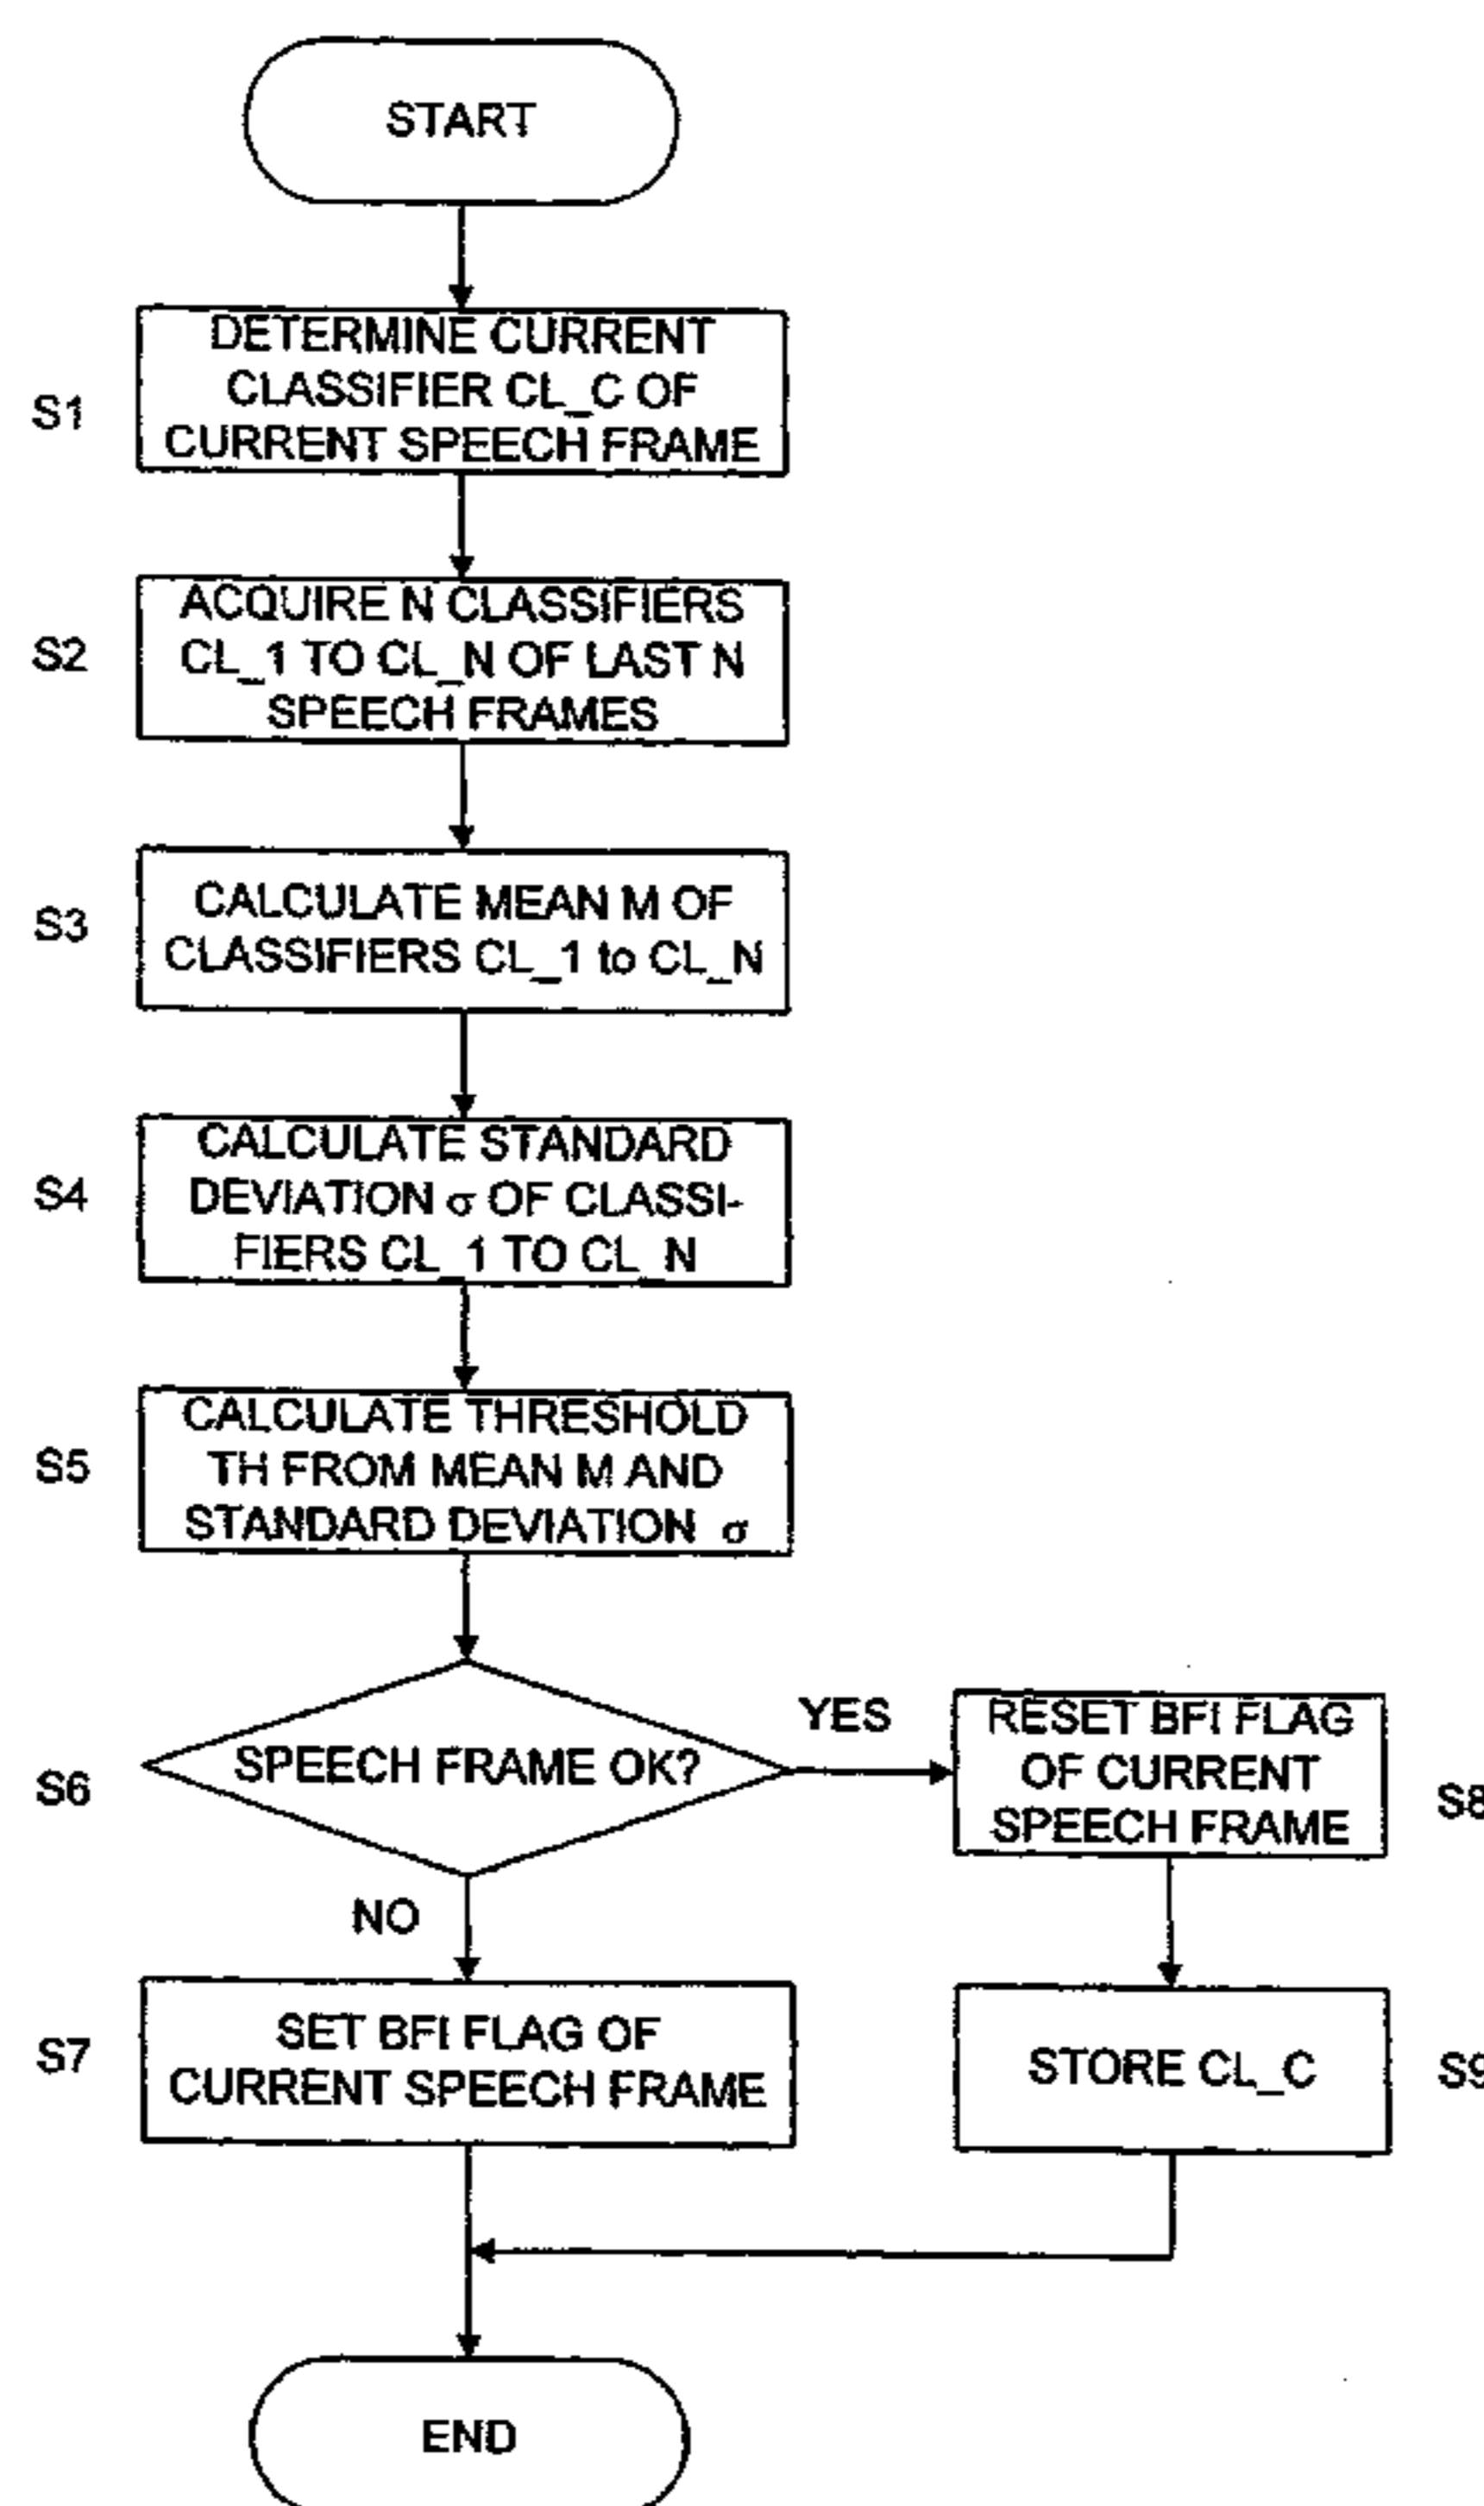 START
S1
DETERMINE CURRENT
CLASSIFIER CL_C OF
CURRENT SPEECH FRAME
S2
ACQUIRE N CLASSIFIERS
CL_1 TO CL_N OF LAST N
SPEECH FRAMES
S3
CALCULATE MEAN M OF
CLASSIFIERS CL_1 to CL_N
S4
CALCULATE STANDARD
DEVIATION σ OF CLASSI-
FIERS CL_1 TO CL_N
S5
CALCULATE THRESHOLD
TH FROM MEAN M AND
STANDARD DEVIATION σ
S6
SPEECH FRAME OK?
YES
NO
RESET BFI FLAG
OF CURRENT
SPEECH FRAME
S8
S7
SET BFI FLAG OF
CURRENT SPEECH FRAME
STORE CL_C
S9
END